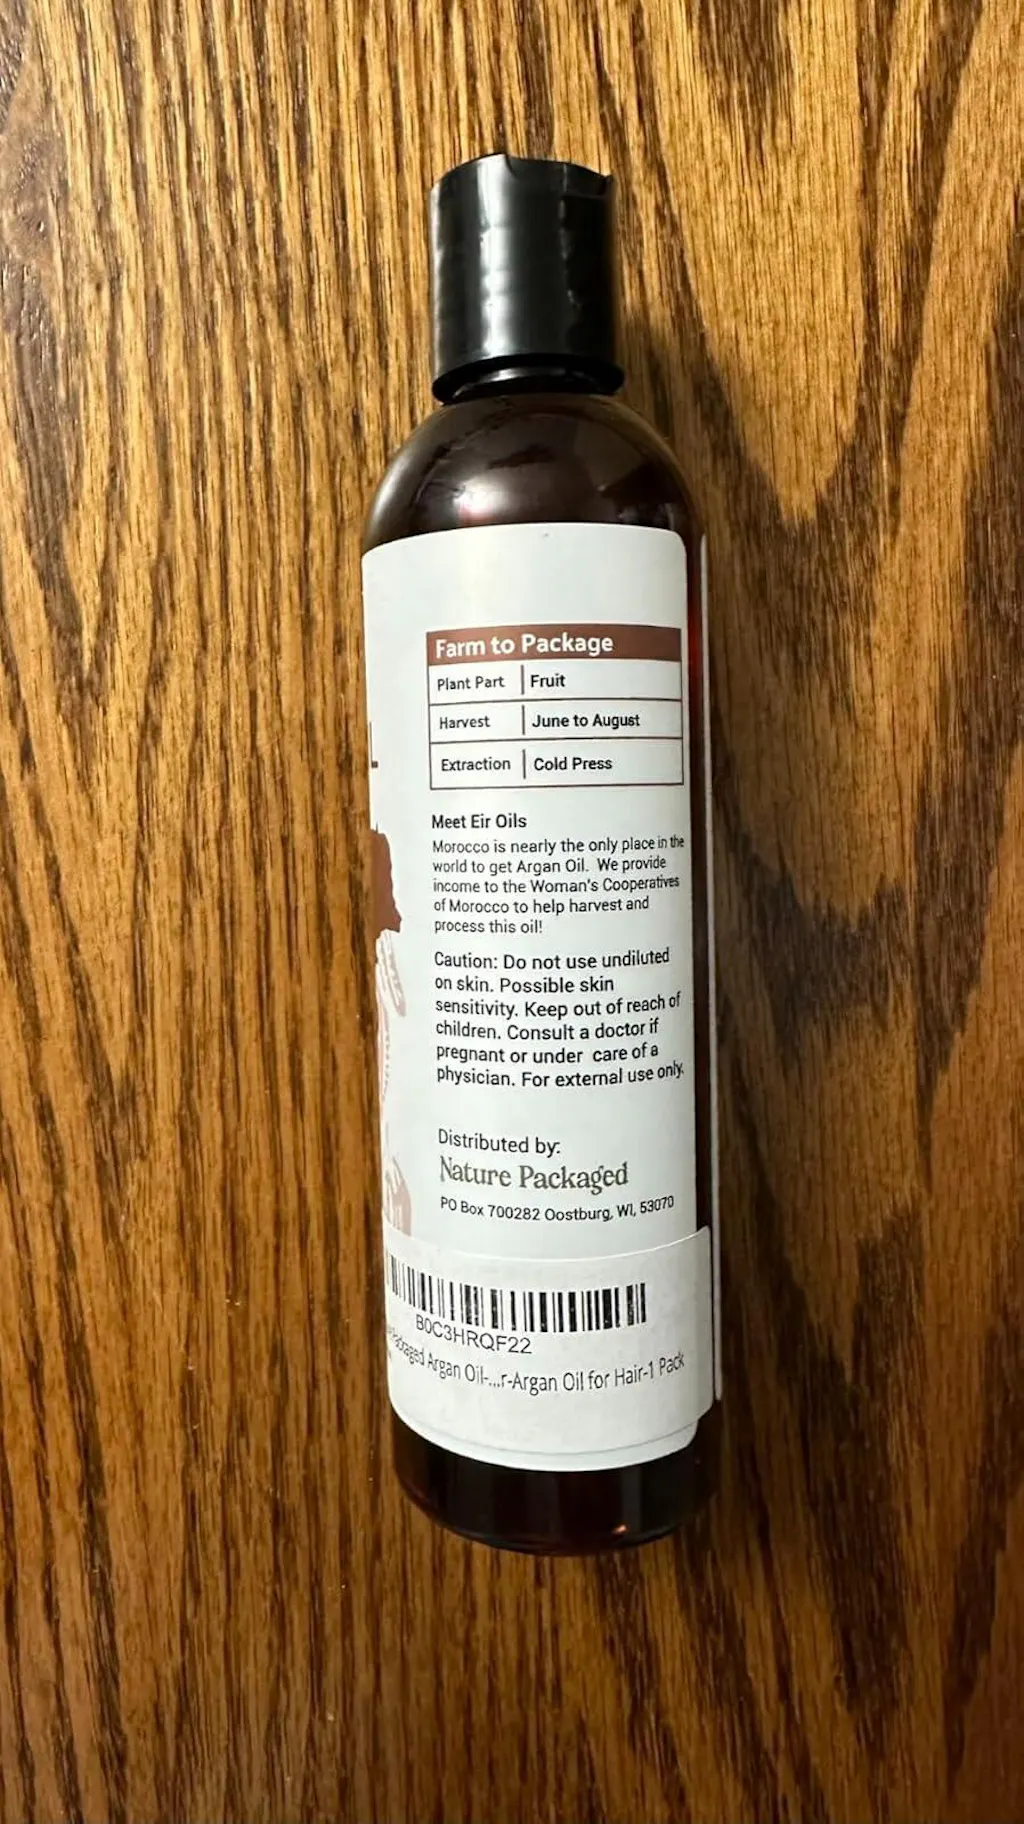 Farm to Package
Plant Part Fruit
Harvest June to August
Extraction Cold Press
Meet Eir Oils
Morocco is nearly the only place in the
world to get Argan Oil. We provide
income to the Woman's Cooperatives
of Morocco to help harvest and
process this oil!
Caution: Do not use undiluted
on skin. Possible skin
sensitivity. Keep out of reach of
children. Consult a doctor if
pregnant or under care of a
physician. For external use only.
Distributed by:
Nature Packaged
PO Box 700282 Oostburg, WI, 53070
B0C3HRQF22
Packaged Argan Oil-...r-Argan Oil for Hair-1 Pack